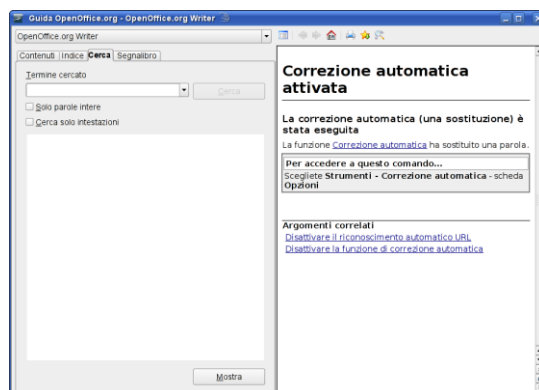 Guida OpenOffice.org - OpenOffice.org Writer
OpenOffice.org Writer
Contenuti Indice Cerca Segnalibro
Termine cercato
Cerca
Solo parole intere
Cerca solo intestazioni
Mostra
Correzione automatica
attivata
La correzione automatica (una sostituzione) è
stata eseguita
La funzione Correzione automatica ha sostituito una parola.
Per accedere a questo comando...
Scegliete Strumenti - Correzione automatica - scheda
Opzioni
Argomenti correlati
Disattivare il riconoscimento automatico URL
Disattivare la funzione di correzione automatica